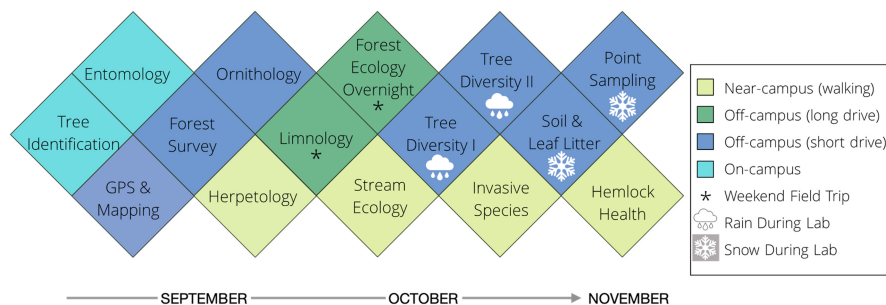 Entomology
Ornithology
Forest
Ecology
Overnight
*
Tree
Diversity II
Point
Sampling
Tree
Identification
Forest
Survey
Limnology
*
Tree
Diversity I
Soil &
Leaf Litter
GPS &
Mapping
Herpetology
Stream
Ecology
Invasive
Species
Hemlock
Health
Near-campus (walking)
Off-campus (long drive)
Off-campus (short drive)
On-campus
* Weekend Field Trip
Rain During Lab
Snow During Lab
SEPTEMBER OCTOBER NOVEMBER